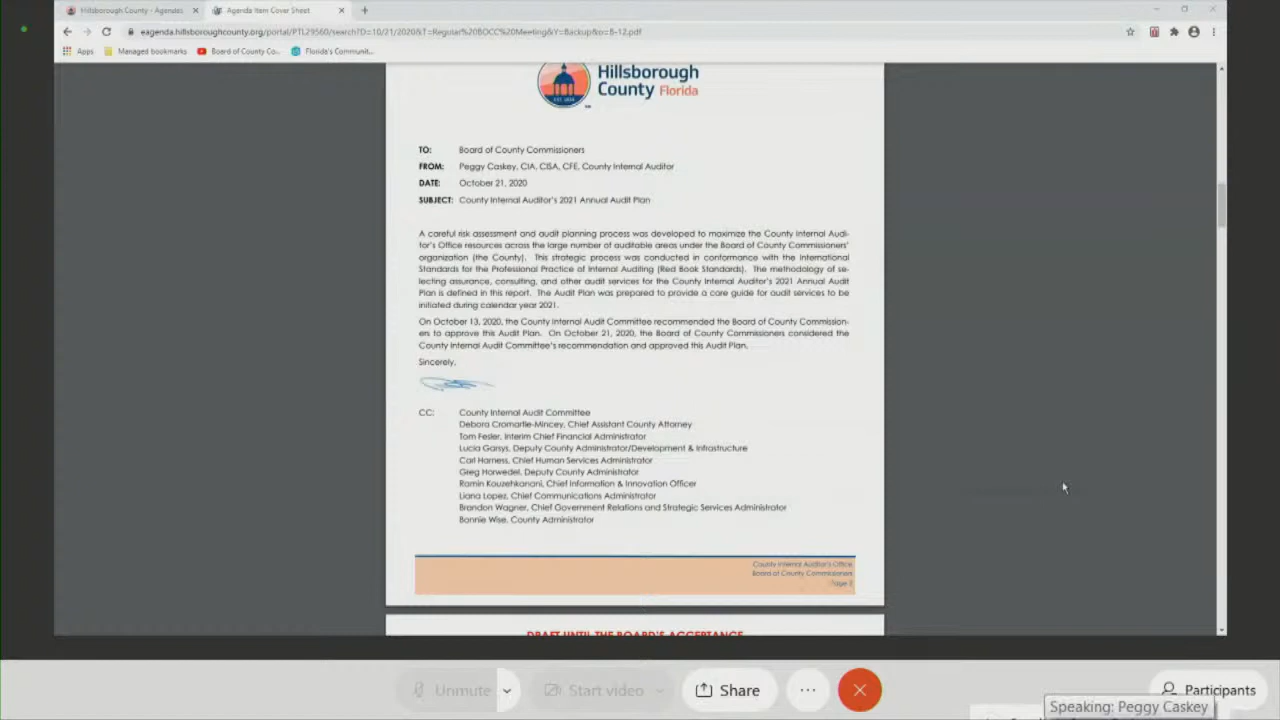 Hillsborough County - Agendas
Agenda Item Cover Sheet
eagenda.hillsboroughcounty.org/portal/PTL29560/search?D=10/21/2020&T=Regular%20BOCC%20Meeting&Y=Backup&o=B-12.pdf
Apps Managed bookmarks Board of County Co... Florida's Communit...
Hillsborough
County Florida
EST. 1834
TO: Board of County Commissioners
FROM: Peggy Caskey, CIA, CISA, CFE, County Internal Auditor
DATE: October 21, 2020
SUBJECT: County Internal Auditor's 2021 Annual Audit Plan
A careful risk assessment and audit planning process was developed to maximize the County Internal Audi-
tor's Office resources across the large number of auditable areas under the Board of County Commissioners'
organization (the County). This strategic process was conducted in conformance with the International
Standards for the Professional Practice of Internal Auditing (Red Book Standards). The methodology of se-
lecting assurance, consulting, and other audit services for the County Internal Auditor's 2021 Annual Audit
Plan is defined in this report. The Audit Plan was prepared to provide a core guide for audit services to be
initiated during calendar year 2021.
On October 13, 2020, the County Internal Audit Committee recommended the Board of County Commission-
ers to approve this Audit Plan. On October 21, 2020, the Board of County Commissioners considered the
County Internal Audit Committee's recommendation and approved this Audit Plan.
Sincerely,
CC: County Internal Audit Committee
Debora Cromartie-Mincey, Chief Assistant County Attorney
Tom Fesler, Interim Chief Financial Administrator
Lucia Garsys, Deputy County Administrator/Development & Infrastructure
Carl Harness, Chief Human Services Administrator
Greg Horwedel, Deputy County Administrator
Ramin Kouzehkanani, Chief Information & Innovation Officer
Liana Lopez, Chief Communications Administrator
Brandon Wagner, Chief Government Relations and Strategic Services Administrator
Bonnie Wise, County Administrator
County Internal Auditor's Office
Board of County Commissioners
Page
DRAFT UNTIL THE BOARD'S ACCEPTANCE
Unmute
Start video
Share
Participants
Speaking: Peggy Caskey